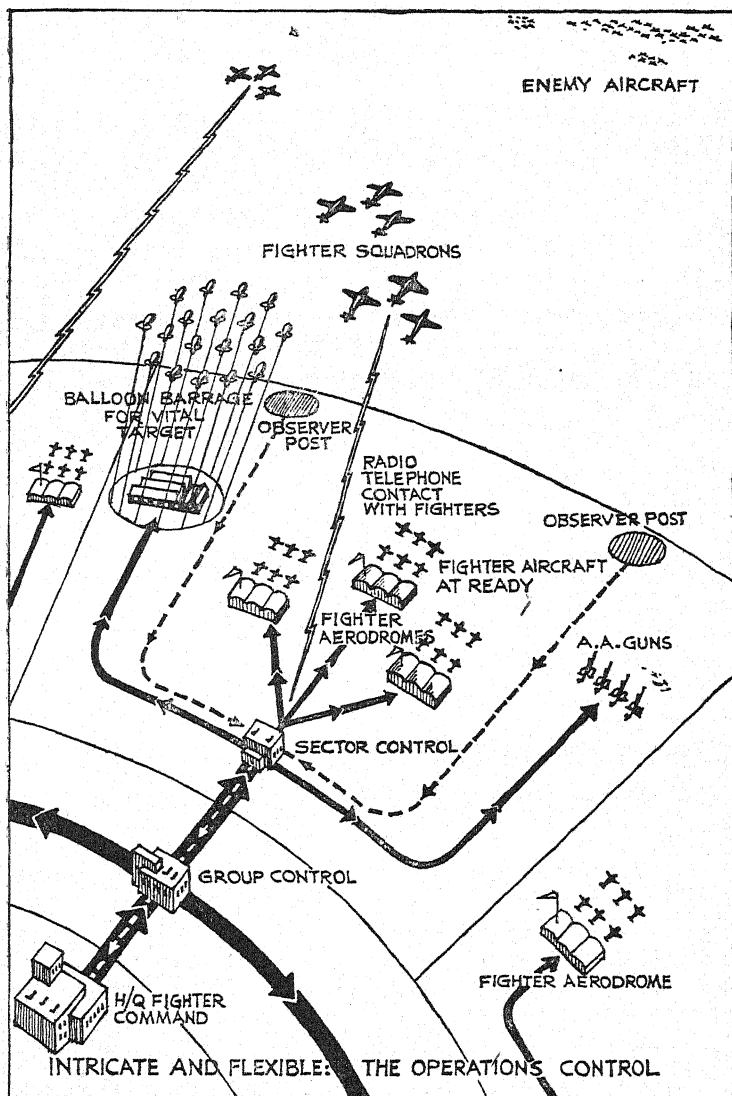 ENEMY AIRCRAFT
FIGHTER SQUADRONS
BALLOON BARRAGE
FOR VITAL
TARGET
OBSERVER
POST
RADIO
TELEPHONE
CONTACT
WITH FIGHTERS
OBSERVER POST
FIGHTER AIRCRAFT
AT READY
FIGHTER
AERODROMES
A.A. GUNS
SECTOR CONTROL
GROUP CONTROL
FIGHTER AERODROME
H/Q FIGHTER
COMMAND
INTRICATE AND FLEXIBLE: THE OPERATIONS CONTROL